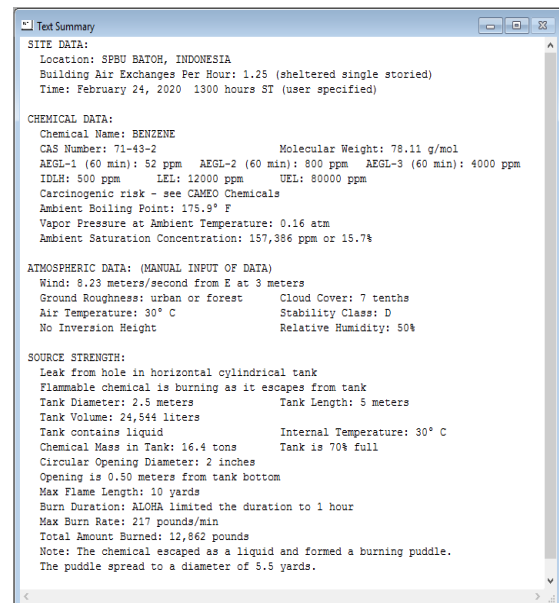 Text Summary
SITE DATA:
Location: SPBU BATOH, INDONESIA
Building Air Exchanges Per Hour: 1.25 (sheltered single storied)
Time: February 24, 2020 1300 hours ST (user specified)
CHEMICAL DATA:
Chemical Name: BENZENE
CAS Number: 71-43-2 Molecular Weight: 78.11 g/mol
AEGL-1 (60 min): 52 ppm AEGL-2 (60 min): 800 ppm AEGL-3 (60 min): 4000 ppm
IDLH: 500 ppm LEL: 12000 ppm UEL: 80000 ppm
Carcinogenic risk - see CAMEO Chemicals
Ambient Boiling Point: 175.9° F
Vapor Pressure at Ambient Temperature: 0.16 atm
Ambient Saturation Concentration: 157,386 ppm or 15.7%
ATMOSPHERIC DATA: (MANUAL INPUT OF DATA)
Wind: 8.23 meters/second from E at 3 meters
Ground Roughness: urban or forest Cloud Cover: 7 tenths
Air Temperature: 30° C Stability Class: D
No Inversion Height Relative Humidity: 50%
SOURCE STRENGTH:
Leak from hole in horizontal cylindrical tank
Flammable chemical is burning as it escapes from tank
Tank Diameter: 2.5 meters Tank Length: 5 meters
Tank Volume: 24,544 liters
Tank contains liquid Internal Temperature: 30° C
Chemical Mass in Tank: 16.4 tons Tank is 70% full
Circular Opening Diameter: 2 inches
Opening is 0.50 meters from tank bottom
Max Flame Length: 10 yards
Burn Duration: ALOHA limited the duration to 1 hour
Max Burn Rate: 217 pounds/min
Total Amount Burned: 12,862 pounds
Note: The chemical escaped as a liquid and formed a burning puddle.
The puddle spread to a diameter of 5.5 yards.